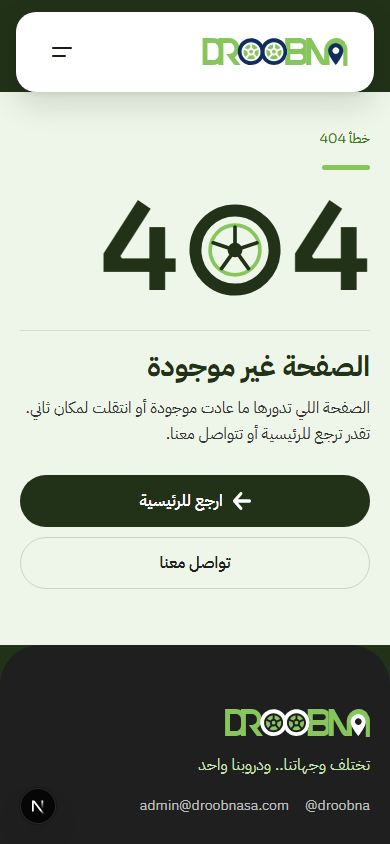 DROOBNA
خطأ 404
404
الصفحة غير موجودة
الصفحة اللي تدورها ما عادت موجودة أو انتقلت لمكان ثاني.
تقدر ترجع للرئيسية أو تتواصل معنا.
ارجع للرئيسية
تواصل معنا
DROOBNA
تختلف وجهاتنا.. ودروبنا واحد
@droobna admin@droobnasa.com
N